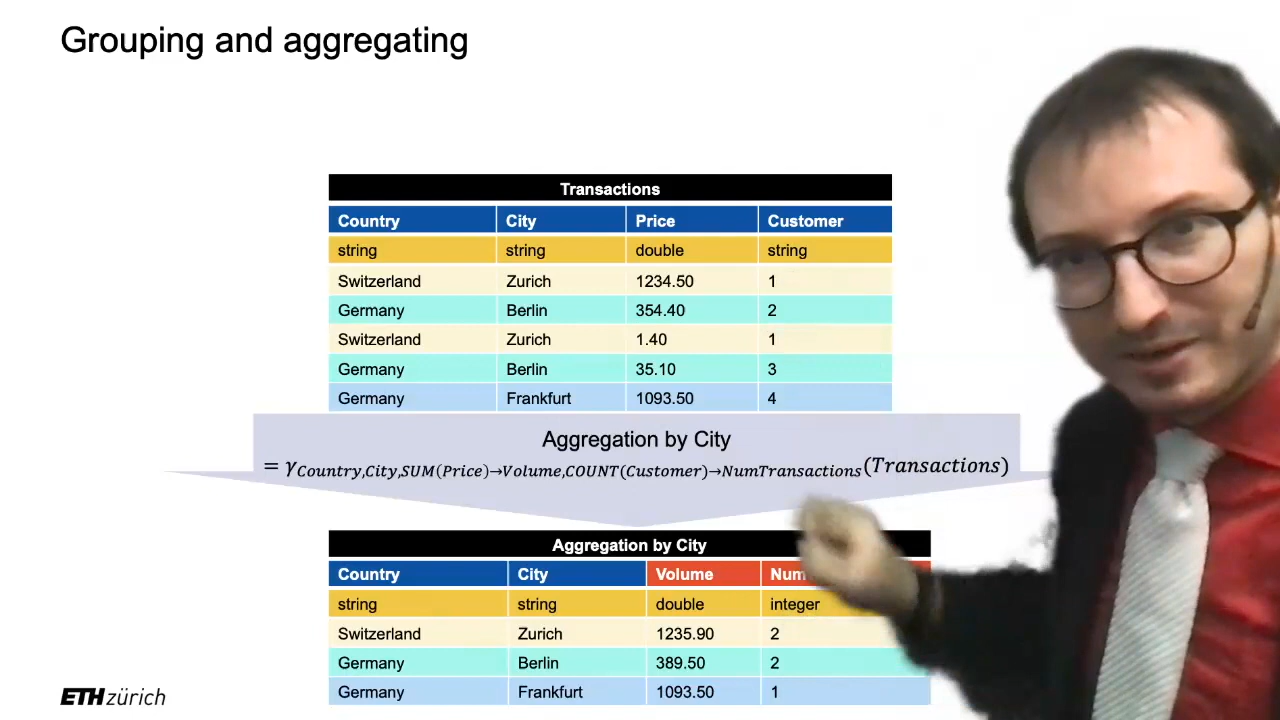 Grouping and aggregating
Transactions
Country City Price Customer
string string double string
Switzerland Zurich 1234.50 1
Germany Berlin 354.40 2
Switzerland Zurich 1.40 1
Germany Berlin 35.10 3
Germany Frankfurt 1093.50 4
Aggregation by City
= γCountry,City,SUM(Price)→Volume,COUNT(Customer)→NumTransactions(Transactions)
Aggregation by City
Country City Volume
string string double integer
Switzerland Zurich 1235.90 2
Germany Berlin 389.50 2
Germany Frankfurt 1093.50 1
ETH zürich